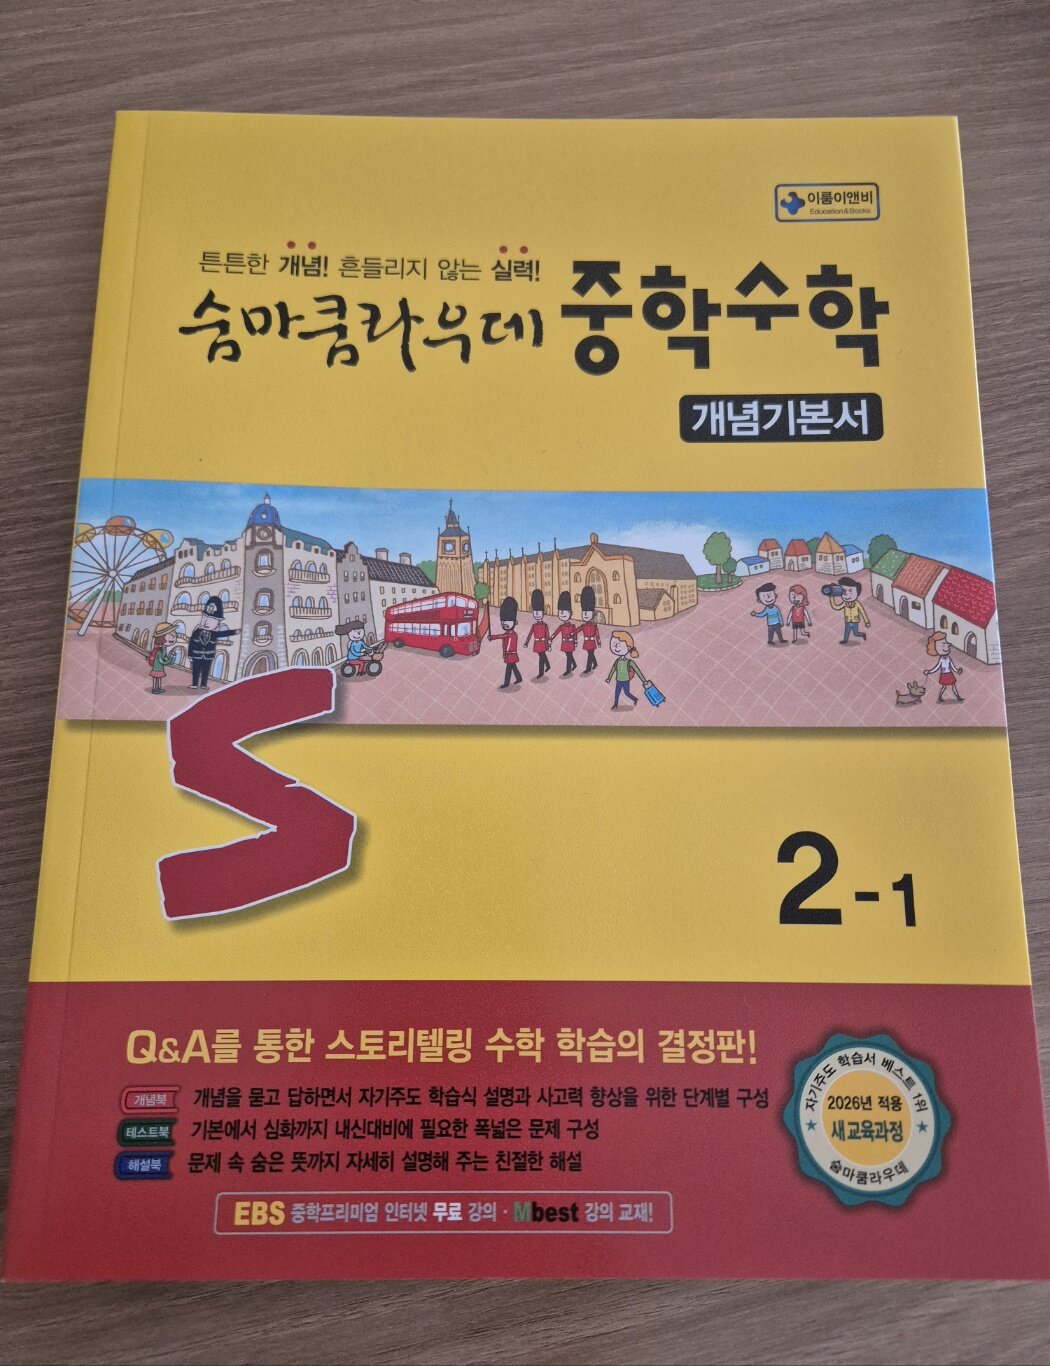 이룸이앤비
Education&Books
튼튼한 개념! 흔들리지 않는 실력!
숨마쿰라우데 중학수학
개념기본서
S
2-1
Q&A를 통한 스토리텔링 수학 학습의 결정판!
개념북 개념을 묻고 답하면서 자기주도 학습식 설명과 사고력 향상을 위한 단계별 구성
테스트북 기본에서 심화까지 내신대비에 필요한 폭넓은 문제 구성
해설북 문제 속 숨은 뜻까지 자세히 설명해 주는 친절한 해설
EBS 중학프리미엄 인터넷 무료 강의 · Mbest 강의 교재!
자기주도 학습서 베스트 1위
2026년 적용
새교육과정
숨마쿰라우데